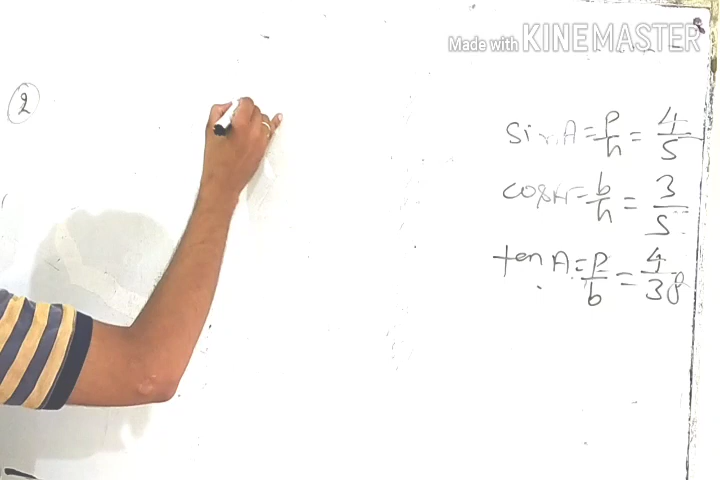 Made with KINEMASTER
2
sin A = p/h = 4/5
cos A = b/h = 3/5
tan A = p/b = 4/3